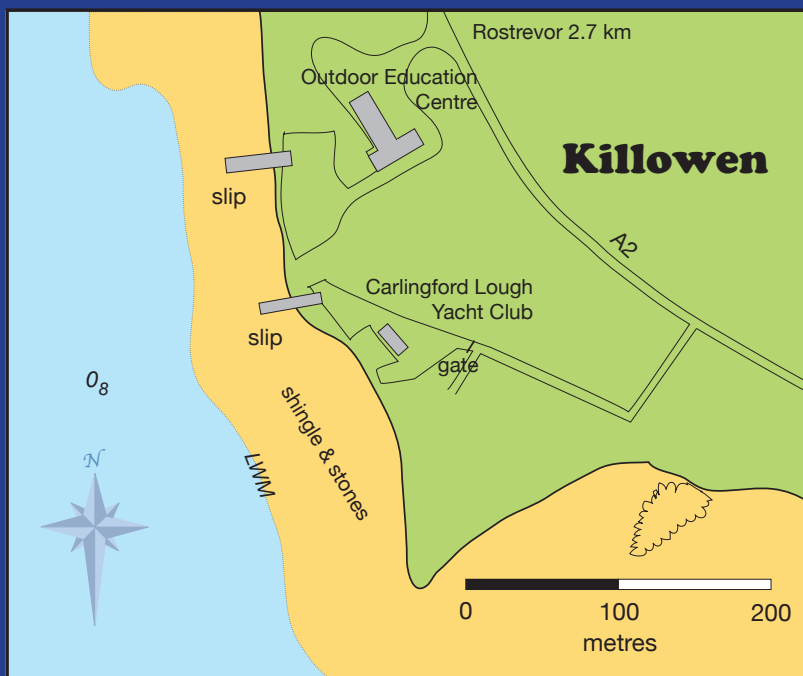 Rostrevor 2.7 km
Outdoor Education
Centre
Killowen
slip
A2
Carlingford Lough
Yacht Club
slip
gate
0₈
shingle & stones
LWM
N
0 100 200
metres